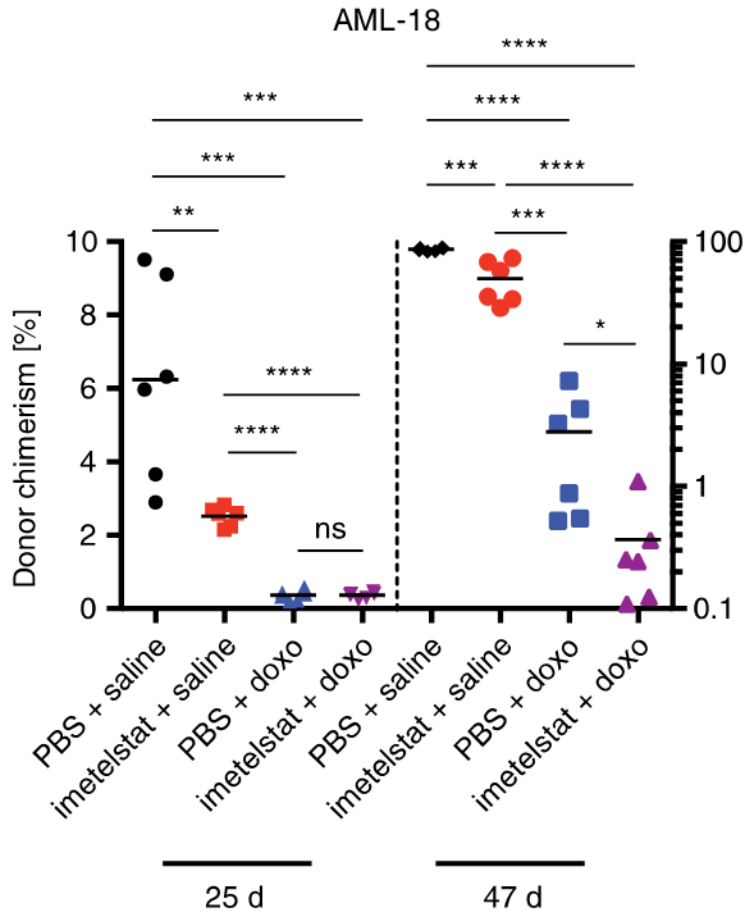 AML-18
****
***
****
***
***
****
**
***
10
100
8
****
*
10
6
****
4
1
ns
2
0
0.1
Donor chimerism [%]
PBS + saline
imetelstat + saline
PBS + doxo
imetelstat + doxo
PBS + saline
imetelstat + saline
PBS + doxo
imetelstat + doxo
25 d
47 d